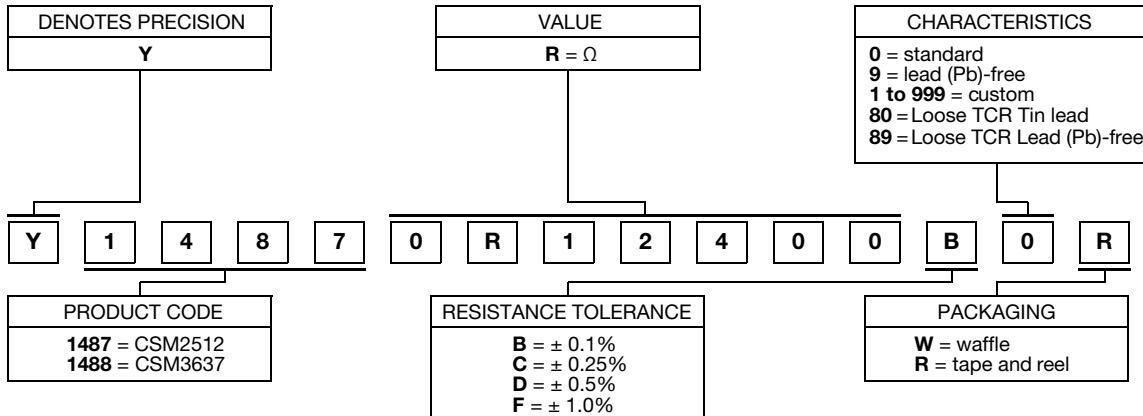 DENOTES PRECISION
Y
VALUE
R = Ω
CHARACTERISTICS
0 = standard
9 = lead (Pb)-free
1 to 999 = custom
80 = Loose TCR Tin lead
89 = Loose TCR Lead (Pb)-free
Y 1 4 8 7 0 R 1 2 4 0 0 B 0 R
PRODUCT CODE
1487 = CSM2512
1488 = CSM3637
RESISTANCE TOLERANCE
B = ± 0.1%
C = ± 0.25%
D = ± 0.5%
F = ± 1.0%
PACKAGING
W = waffle
R = tape and reel